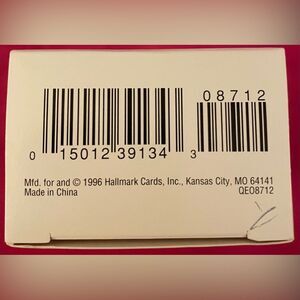 08712
0 15012 39134 3
Mfd. for and © 1996 Hallmark Cards, Inc., Kansas City, MO 64141
Made in China QEO8712